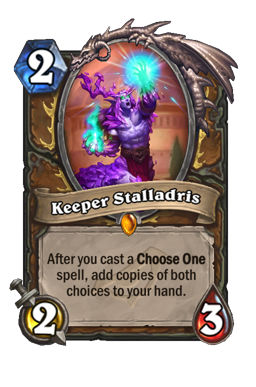 2
Keeper Stalladris
After you cast a Choose One
spell, add copies of both
choices to your hand.
2
3